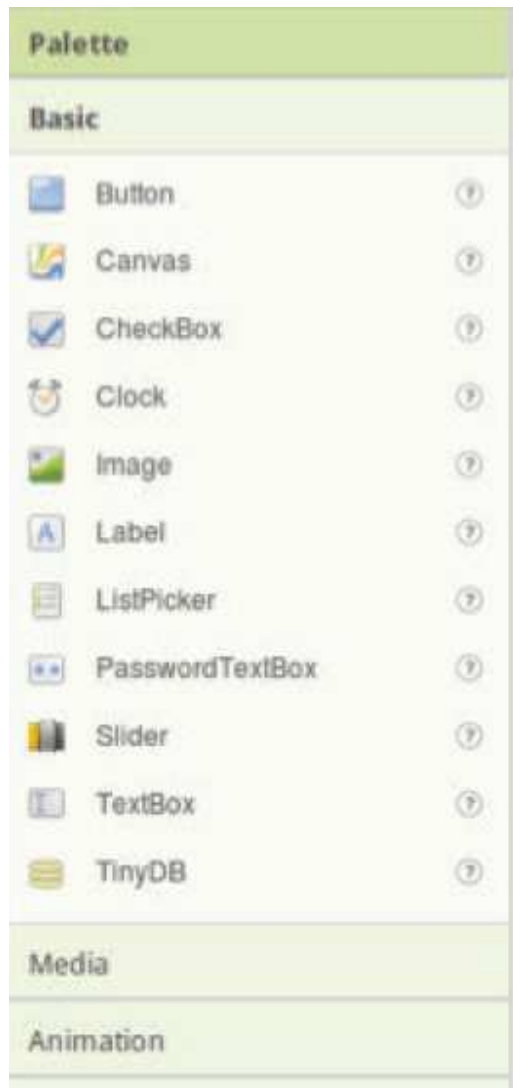 Palette
Basic
Button ?
Canvas ?
CheckBox ?
Clock ?
Image ?
A Label ?
ListPicker ?
PasswordTextBox ?
Slider ?
TextBox ?
TinyDB ?
Media
Animation